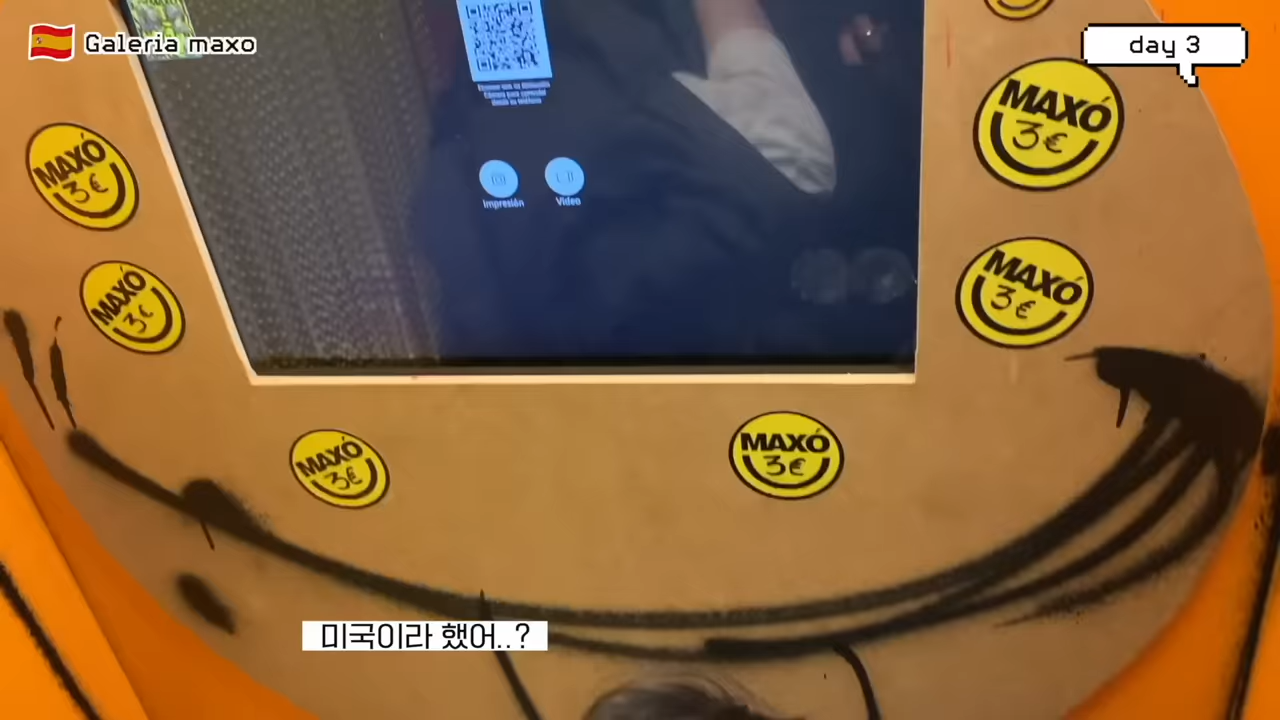 Galeria maxo
day 3
MAXÓ
3€
MAXÓ
3€
MAXÓ
3€
MAXÓ
3€
Impresión
Video
MAXÓ
3€
MAXÓ
3€
미국이라 했어..?